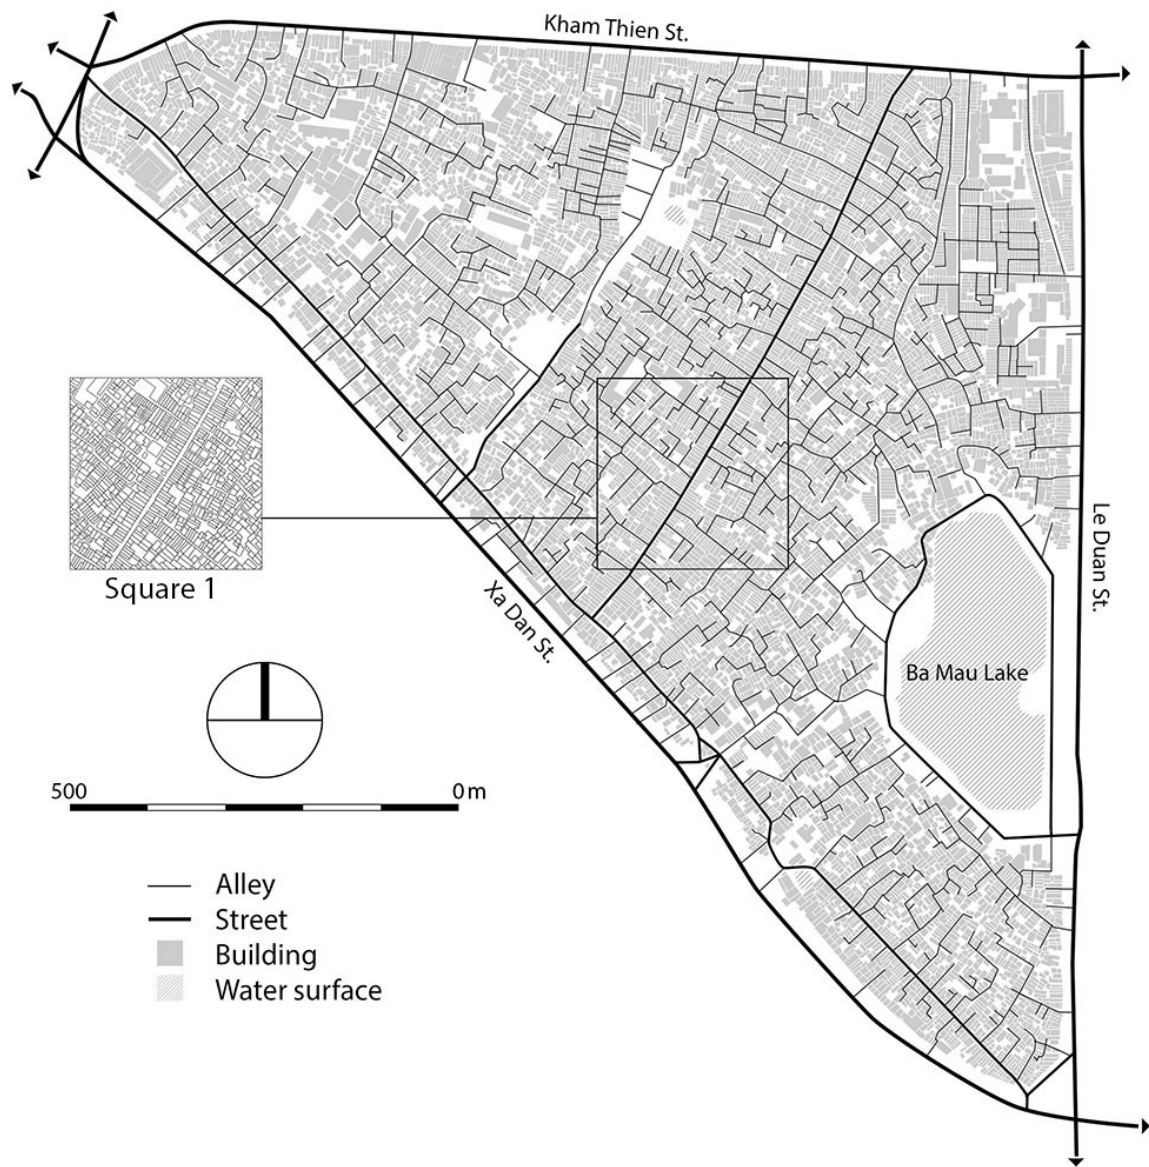 Kham Thien St.
Le Duan St.
Square 1
Xa Dan St.
Ba Mau Lake
500 0 m
Alley
Street
Building
Water surface